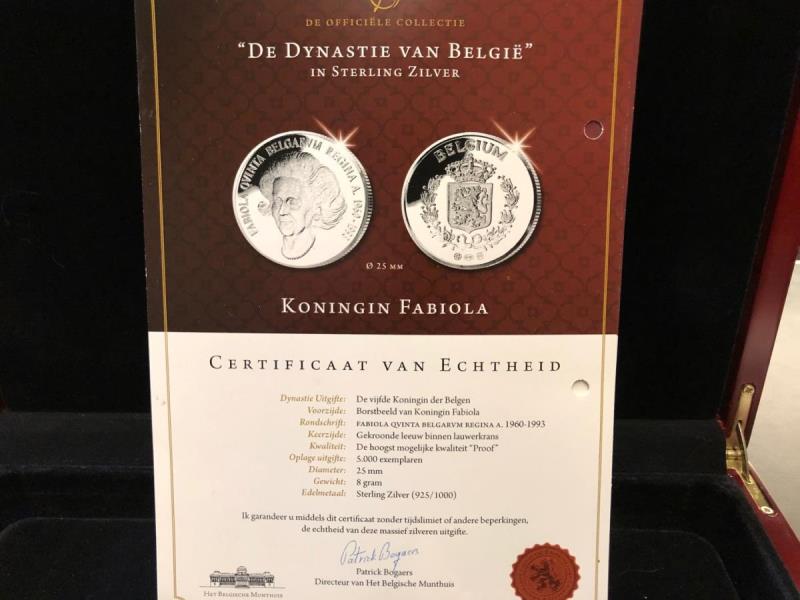 DE OFFICIËLE COLLECTIE
"DE DYNASTIE VAN BELGIË"
IN STERLING ZILVER
FABIOLA QVINTA BELGARVM REGINA A. 1960-1993
BELGIUM
Ø 25 MM
KONINGIN FABIOLA
CERTIFICAAT VAN ECHTHEID
Dynastie Uitgifte: De vijfde Koningin der Belgen
Voorzijde: Borstbeeld van Koningin Fabiola
Randschrift: FABIOLA QVINTA BELGARVM REGINA A. 1960-1993
Keerzijde: Gekroonde leeuw binnen lauwerkrans
Kwaliteit: De hoogst mogelijke kwaliteit "Proof"
Oplage uitgifte: 5.000 exemplaren
Diameter: 25 mm
Gewicht: 8 gram
Edelmetaal: Sterling Zilver (925/1000)
Ik garandeer u middels dit certificaat zonder tijdslimiet of andere beperkingen,
de echtheid van deze massief zilveren uitgifte.
Patrick Bogaers
Patrick Bogaers
Directeur van Het Belgische Munthuis
HET BELGISCHE MUNTHUIS